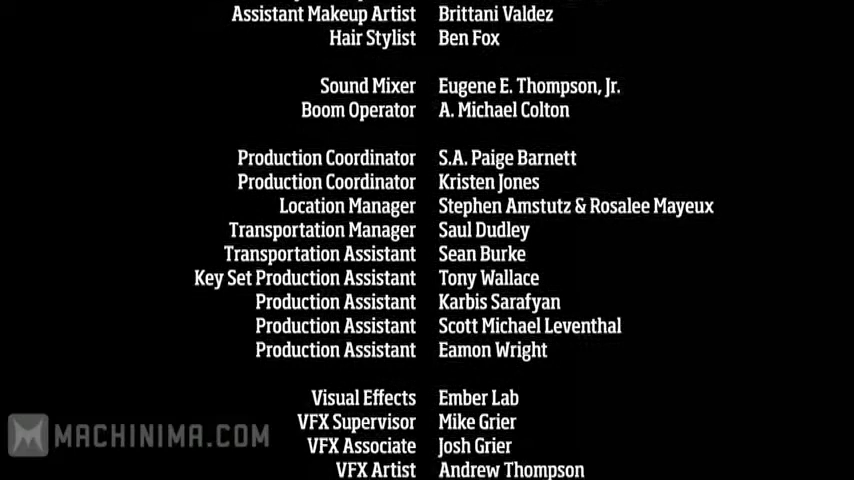 Assistant Makeup Artist Brittani Valdez
Hair Stylist Ben Fox
Sound Mixer Eugene E. Thompson, Jr.
Boom Operator A. Michael Colton
Production Coordinator S.A. Paige Barnett
Production Coordinator Kristen Jones
Location Manager Stephen Amstutz & Rosalee Mayeux
Transportation Manager Saul Dudley
Transportation Assistant Sean Burke
Key Set Production Assistant Tony Wallace
Production Assistant Karbis Sarafyan
Production Assistant Scott Michael Leventhal
Production Assistant Eamon Wright
Visual Effects Ember Lab
VFX Supervisor Mike Grier
VFX Associate Josh Grier
VFX Artist Andrew Thompson
MACHINIMA.COM